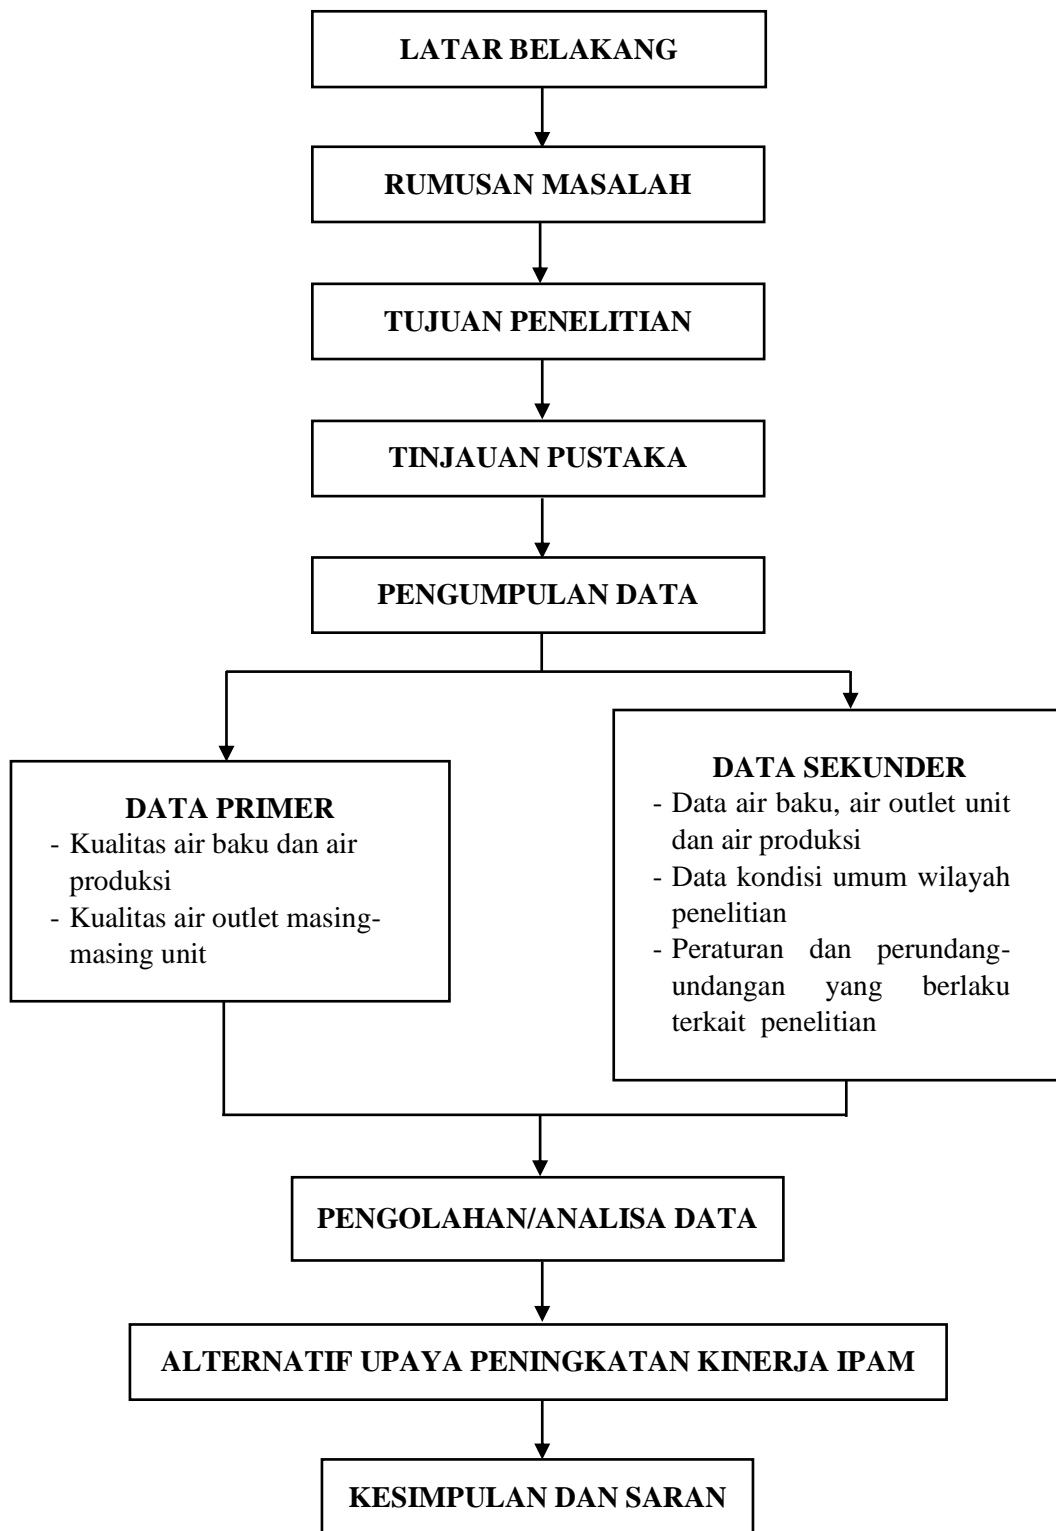 LATAR BELAKANG
RUMUSAN MASALAH
TUJUAN PENELITIAN
TINJAUAN PUSTAKA
PENGUMPULAN DATA
DATA PRIMER
- Kualitas air baku dan air
produksi
- Kualitas air outlet masing-
masing unit
DATA SEKUNDER
- Data air baku, air outlet unit
dan air produksi
- Data kondisi umum wilayah
penelitian
- Peraturan dan perundang-
undangan yang berlaku
terkait penelitian
PENGOLAHAN/ANALISA DATA
ALTERNATIF UPAYA PENINGKATAN KINERJA IPAM
KESIMPULAN DAN SARAN